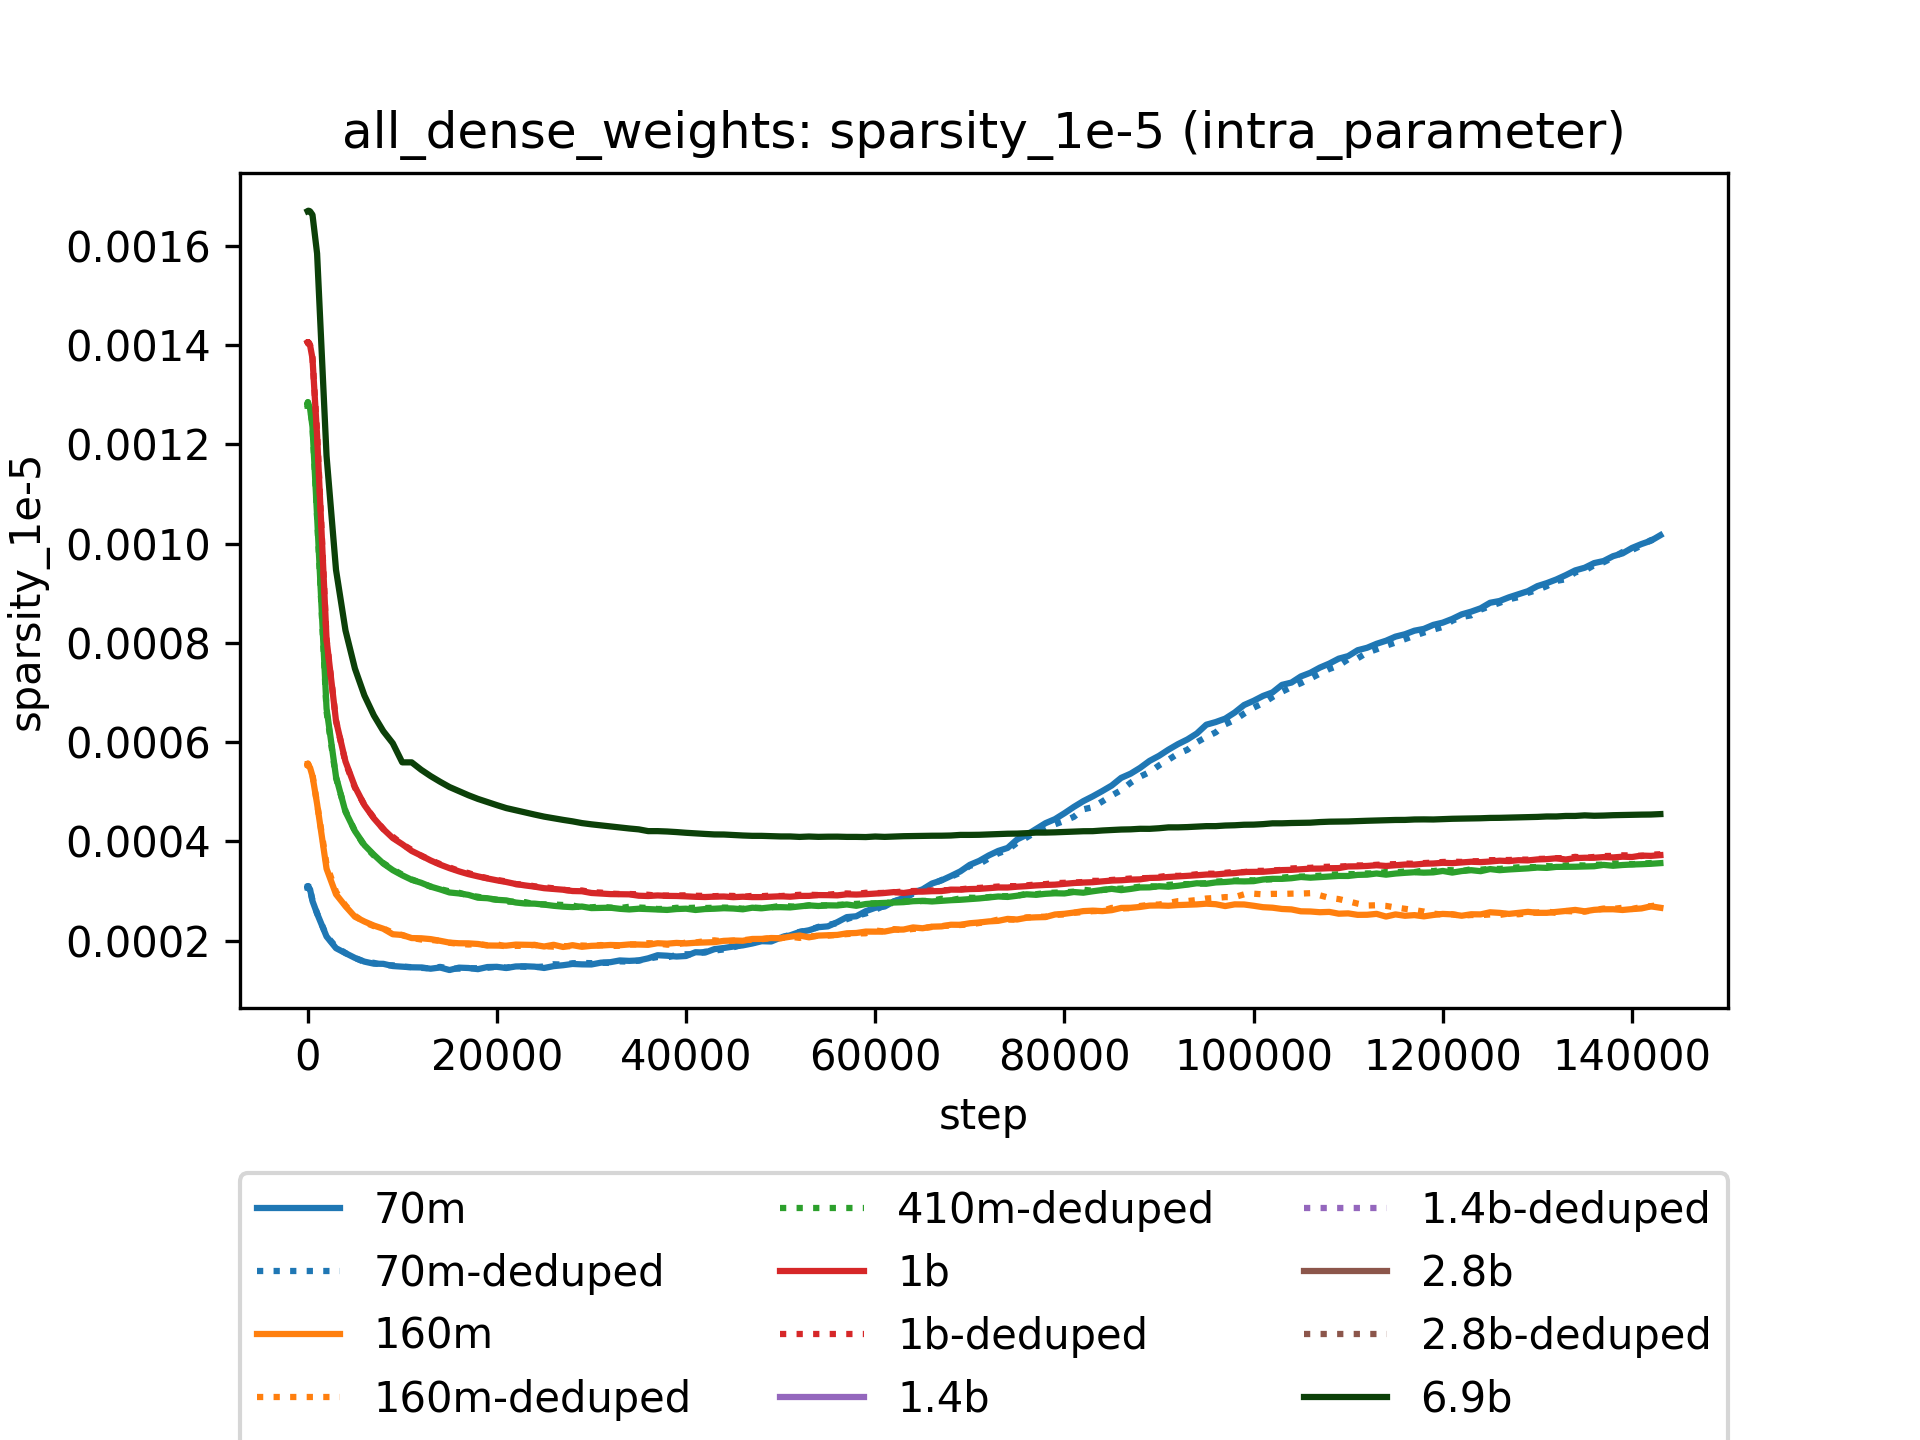 all_dense_weights: sparsity_1e-5 (intra_parameter)
sparsity_1e-5
0.0016
0.0014
0.0012
0.0010
0.0008
0.0006
0.0004
0.0002
0 20000 40000 60000 80000 100000 120000 140000
step
70m 410m-deduped 1.4b-deduped
70m-deduped 1b 2.8b
160m 1b-deduped 2.8b-deduped
160m-deduped 1.4b 6.9b